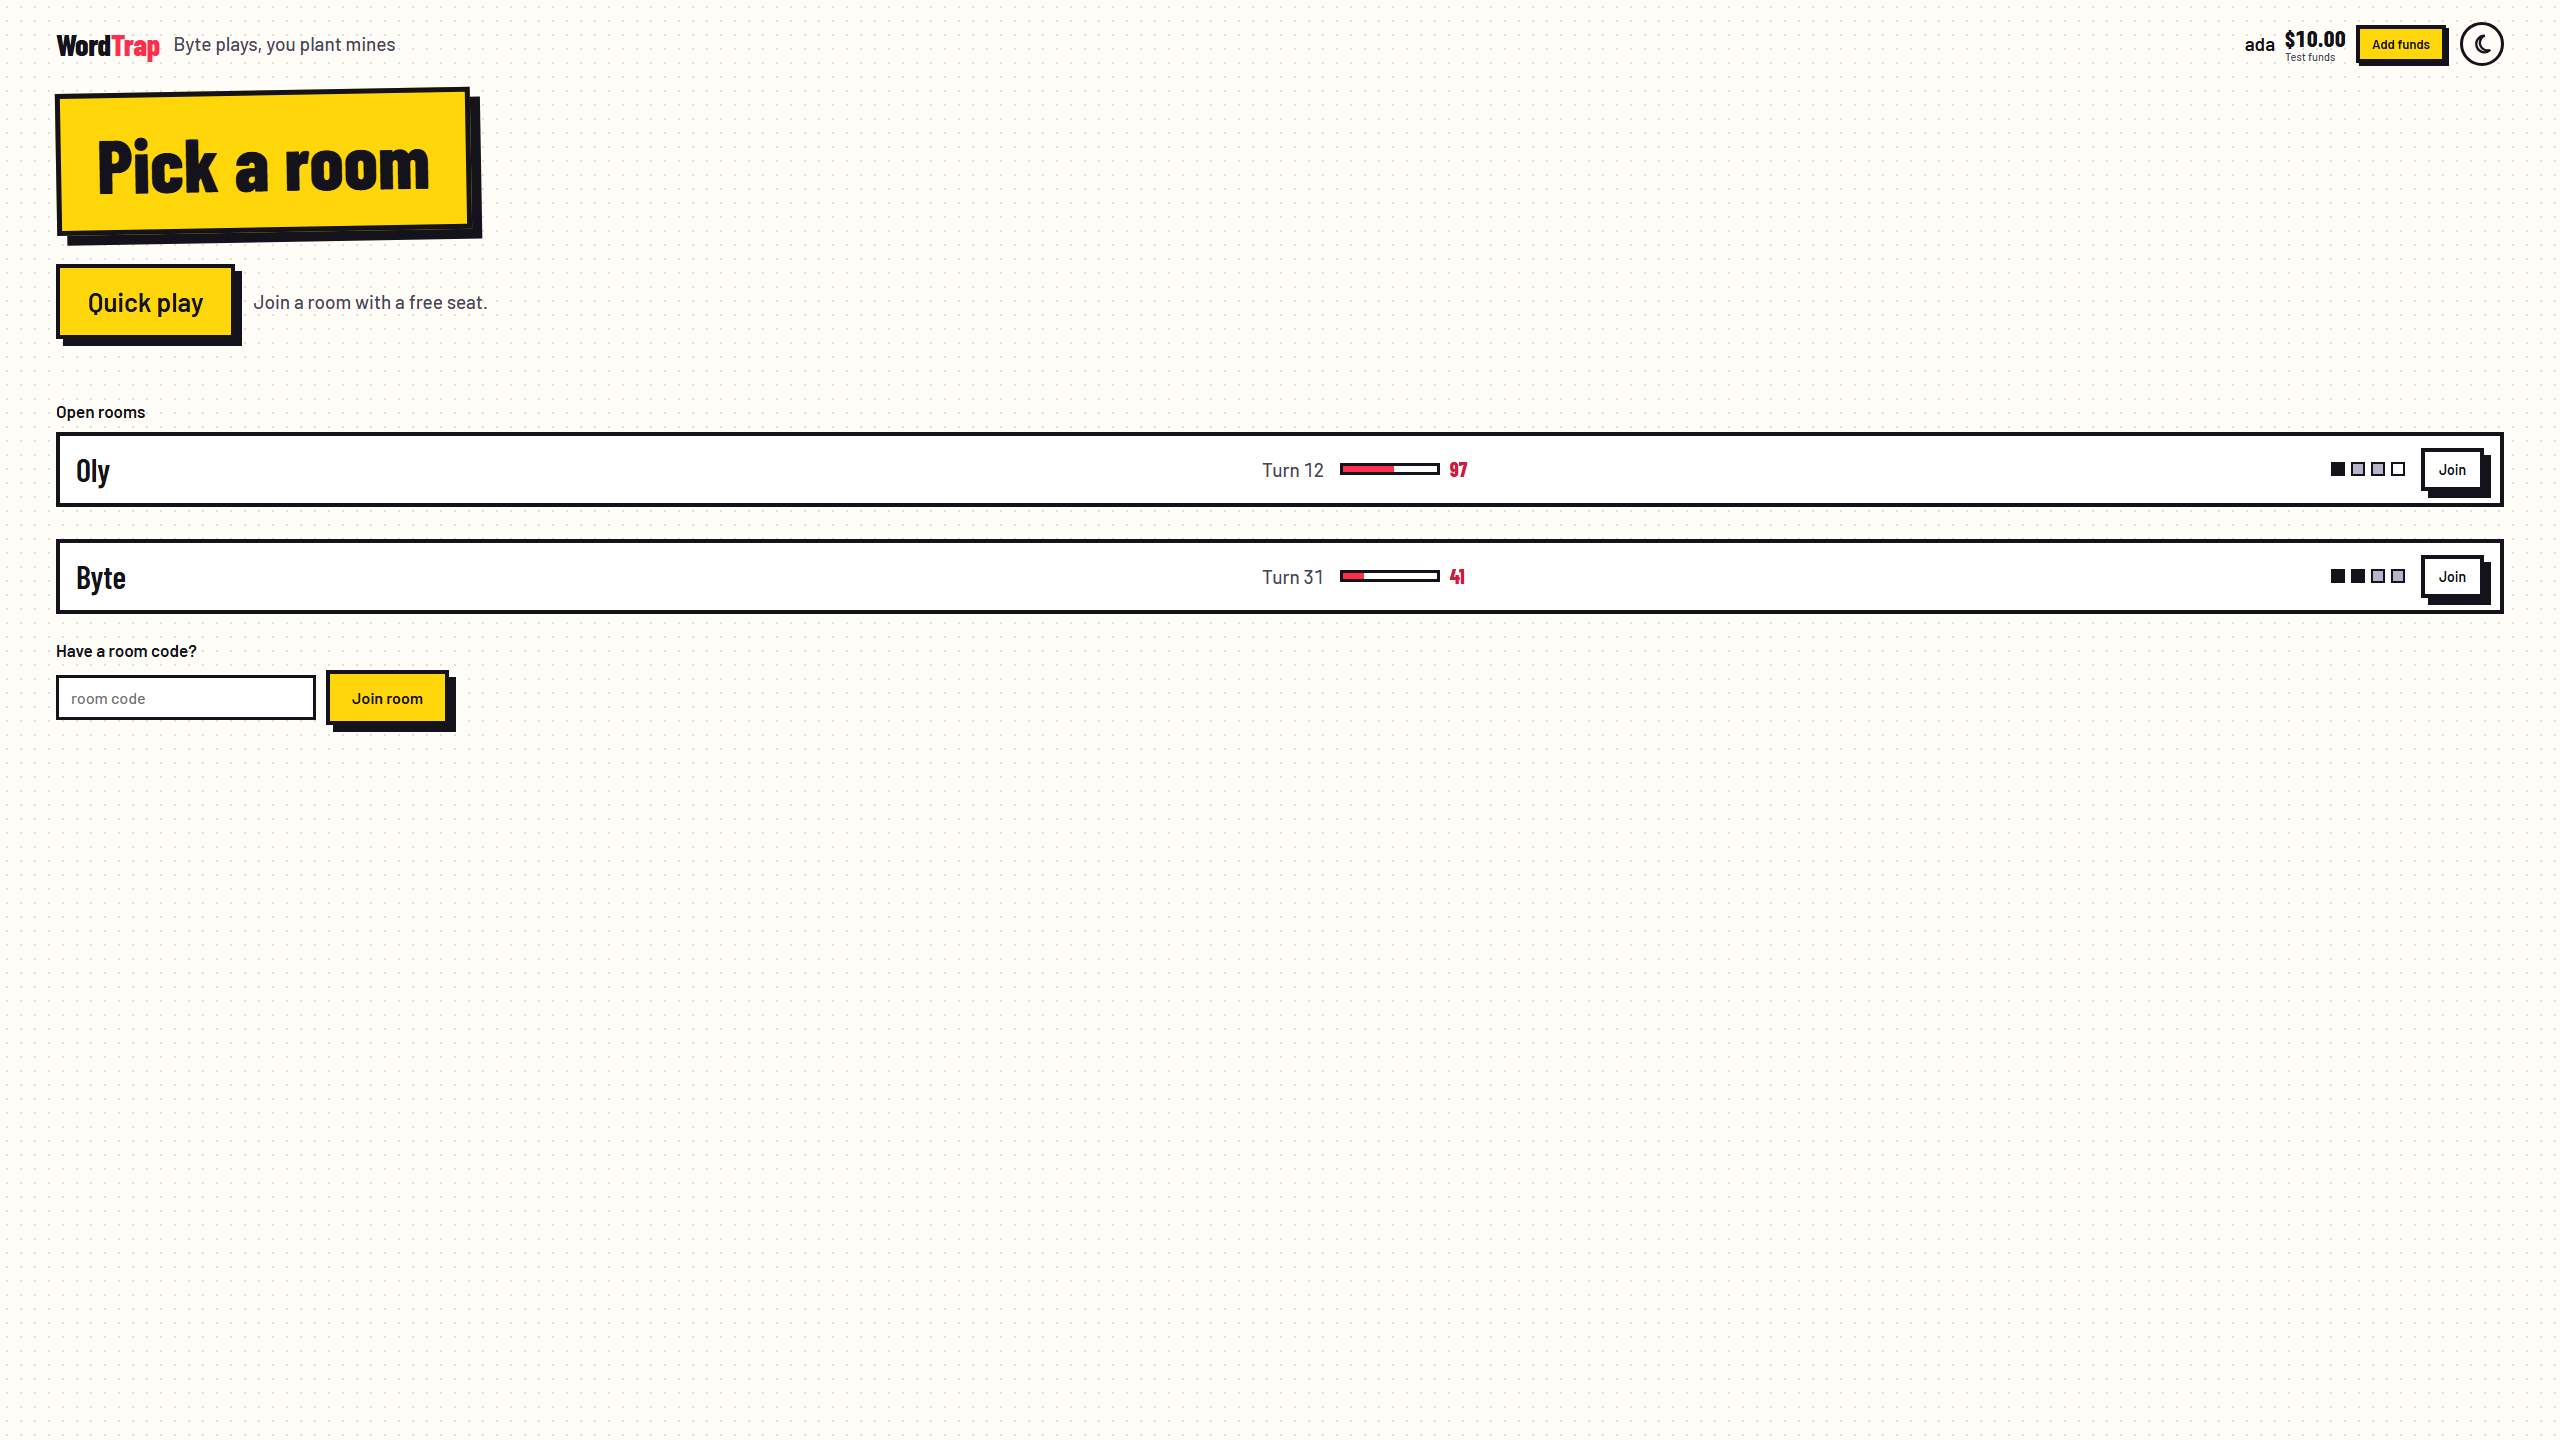 WordTrap Byte plays, you plant mines ada $10.00 Add funds
Test funds
Pick a room
Quick play Join a room with a free seat.
Open rooms
Oly Turn 12 97 Join
Byte Turn 31 41 Join
Have a room code?
room code Join room